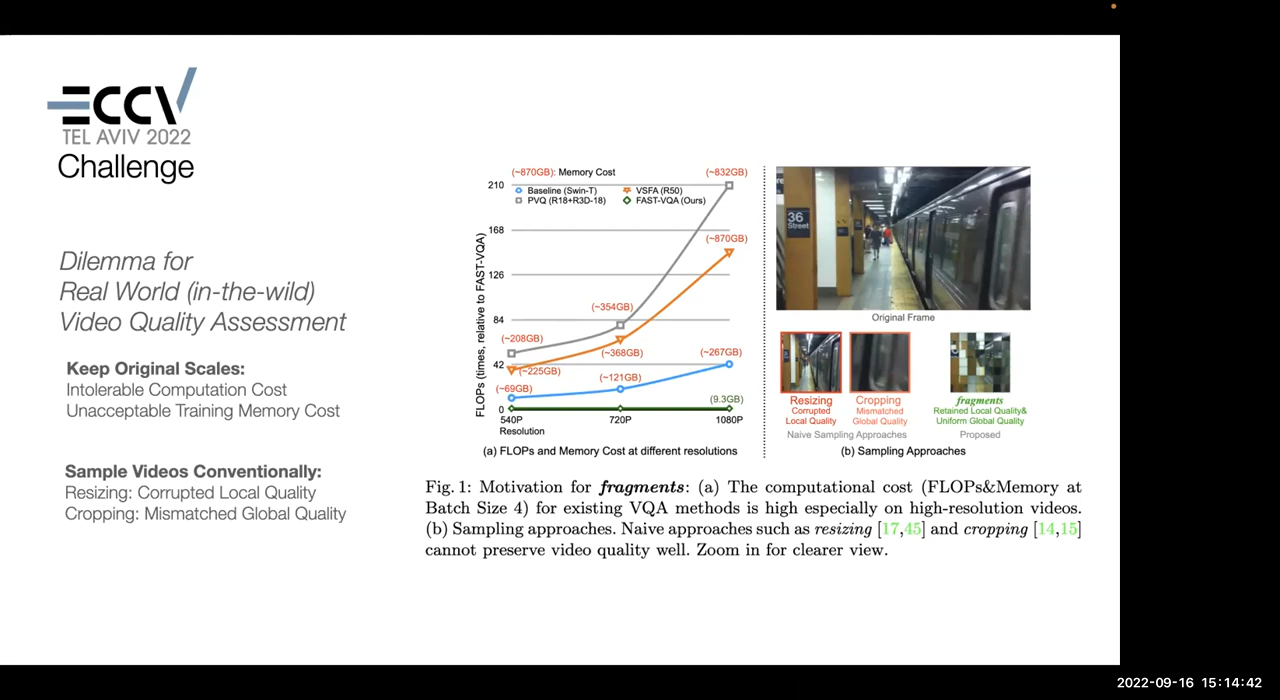 ECCV
TEL AVIV 2022
Challenge
Dilemma for
Real World (in-the-wild)
Video Quality Assessment
Keep Original Scales:
Intolerable Computation Cost
Unacceptable Training Memory Cost
Sample Videos Conventionally:
Resizing: Corrupted Local Quality
Cropping: Mismatched Global Quality
(~870GB): Memory Cost
Baseline (Swin-T)
VSFA (R50)
PVQ (R18+R3D-18)
FAST-VQA (Ours)
FLOPs (times, relative to FAST-VQA)
210
168
126
84
42
0
(~832GB)
(~870GB)
(~354GB)
(~208GB)
(~368GB)
(~267GB)
(~225GB)
(~121GB)
(~69GB)
(9.3GB)
540P
720P
1080P
Resolution
(a) FLOPs and Memory Cost at different resolutions
36
Street
Original Frame
Resizing
Corrupted
Local Quality
Cropping
Mismatched
Global Quality
Naive Sampling Approaches
fragments
Retained Local Quality&
Uniform Global Quality
Proposed
(b) Sampling Approaches
Fig. 1: Motivation for fragments: (a) The computational cost (FLOPs&Memory at
Batch Size 4) for existing VQA methods is high especially on high-resolution videos.
(b) Sampling approaches. Naive approaches such as resizing [17,45] and cropping [14,15]
cannot preserve video quality well. Zoom in for clearer view.
2022-09-16 15:14:42